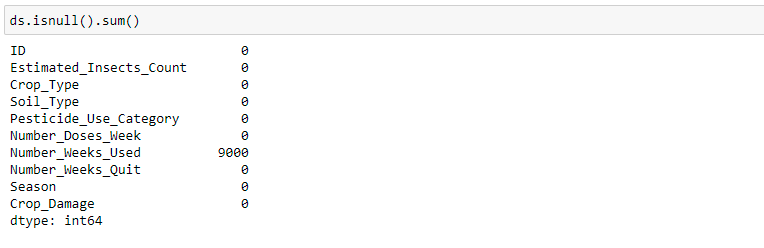 ds.isnull().sum()
ID 0
Estimated_Insects_Count 0
Crop_Type 0
Soil_Type 0
Pesticide_Use_Category 0
Number_Doses_Week 0
Number_Weeks_Used 9000
Number_Weeks_Quit 0
Season 0
Crop_Damage 0
dtype: int64